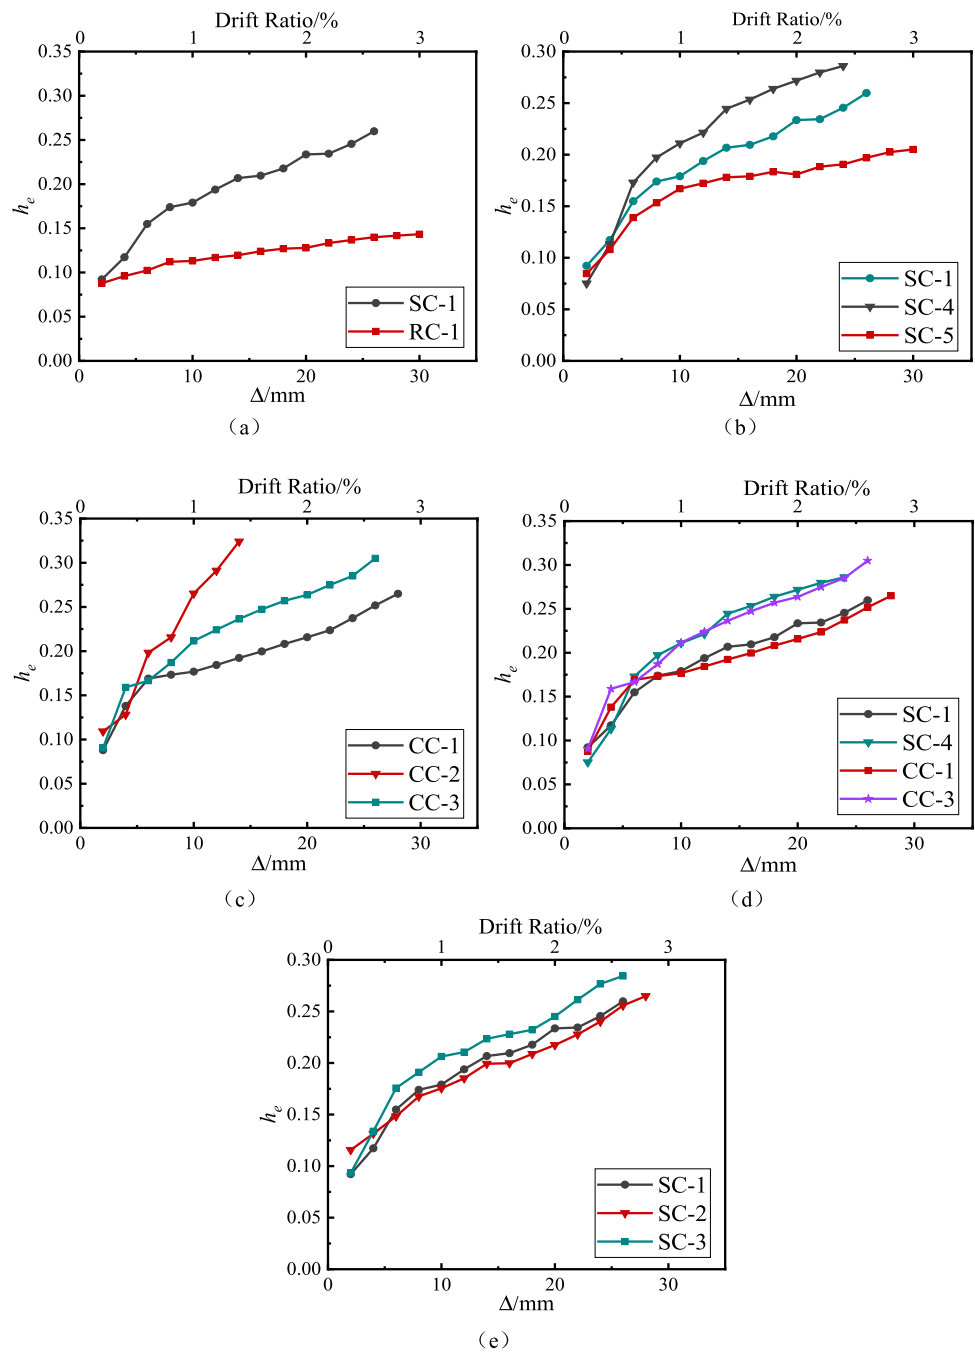 Drift Ratio/%
0 1 2 3
0.35
0.30
0.25
0.20
0.15
0.10
0.05
0.00
h_e
SC-1
RC-1
0 10 20 30
Δ/mm
（a）
Drift Ratio/%
0 1 2 3
0.30
0.25
0.20
0.15
0.10
0.05
0.00
h_e
SC-1
SC-4
SC-5
0 10 20 30
Δ/mm
（b）
Drift Ratio/%
0 1 2 3
0.35
0.30
0.25
0.20
0.15
0.10
0.05
0.00
h_e
CC-1
CC-2
CC-3
0 10 20 30
Δ/mm
（c）
Drift Ratio/%
0 1 2 3
0.35
0.30
0.25
0.20
0.15
0.10
0.05
0.00
h_e
SC-1
SC-4
CC-1
CC-3
0 10 20 30
Δ/mm
（d）
Drift Ratio/%
0 1 2 3
0.30
0.25
0.20
0.15
0.10
0.05
0.00
h_e
SC-1
SC-2
SC-3
0 10 20 30
Δ/mm
（e）